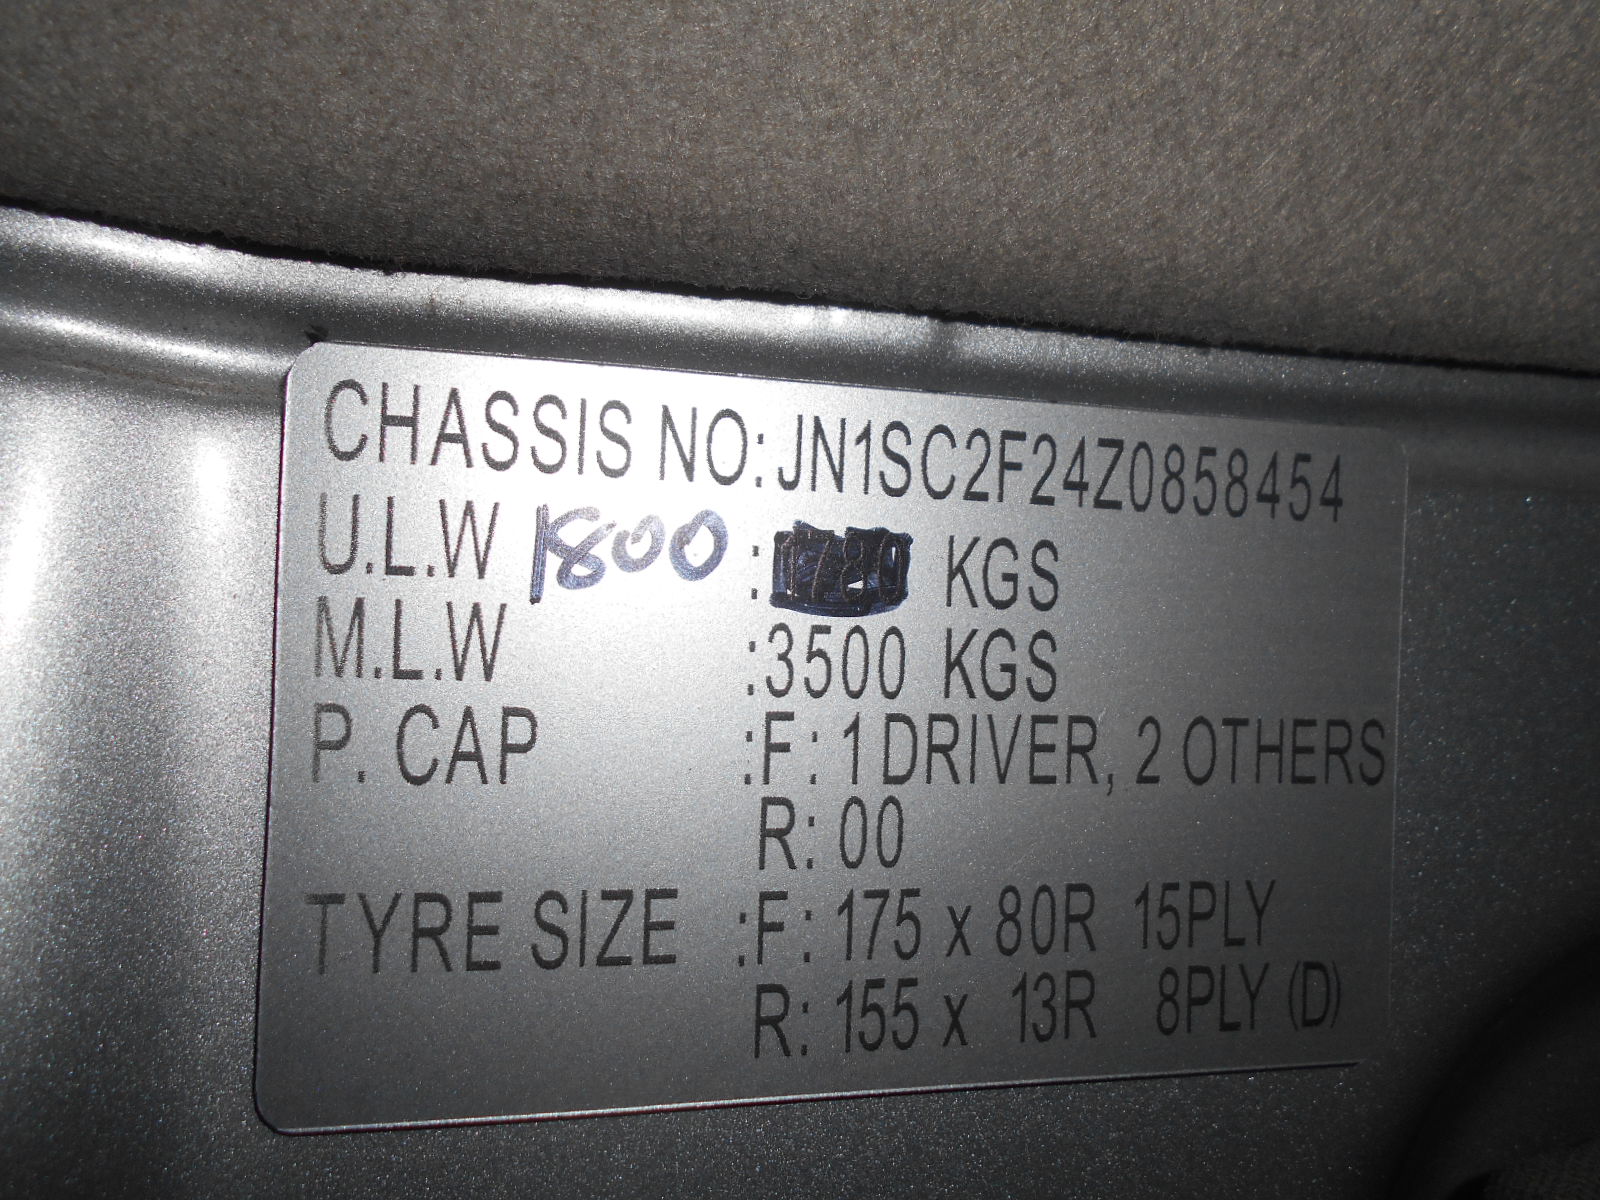 CHASSIS NO: JN1SC2F24Z0858454
U.L.W 1800 : 1780 KGS
M.L.W :3500 KGS
P. CAP :F: 1 DRIVER, 2 OTHERS
R: 00
TYRE SIZE :F: 175 x 80R 15PLY
R: 155 x 13R 8PLY (D)